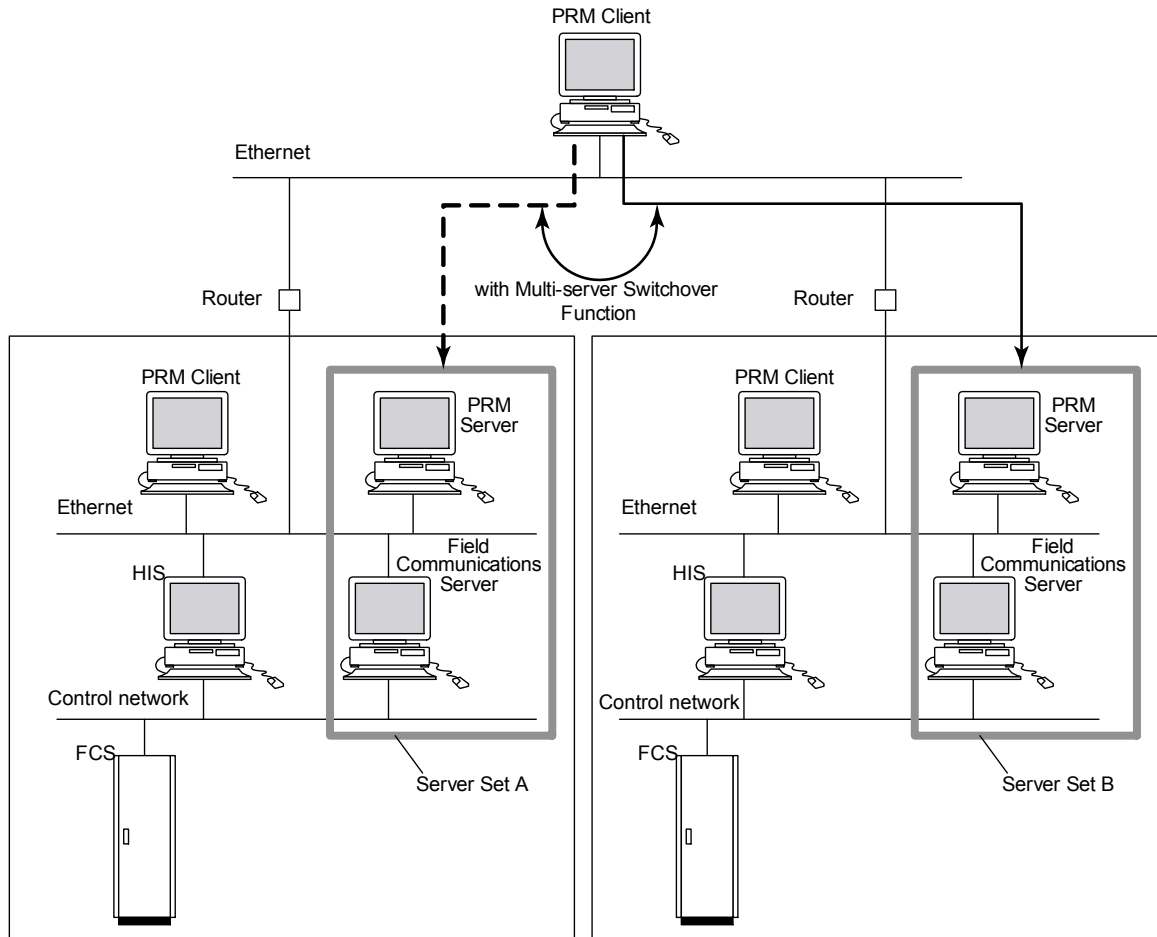 PRM Client
Ethernet
with Multi-server Switchover
Function
Router
Router
PRM Client
PRM
Server
Ethernet
Field
Communications
Server
HIS
Control network
FCS
Server Set A
PRM Client
PRM
Server
Ethernet
Field
Communications
Server
HIS
Control network
FCS
Server Set B